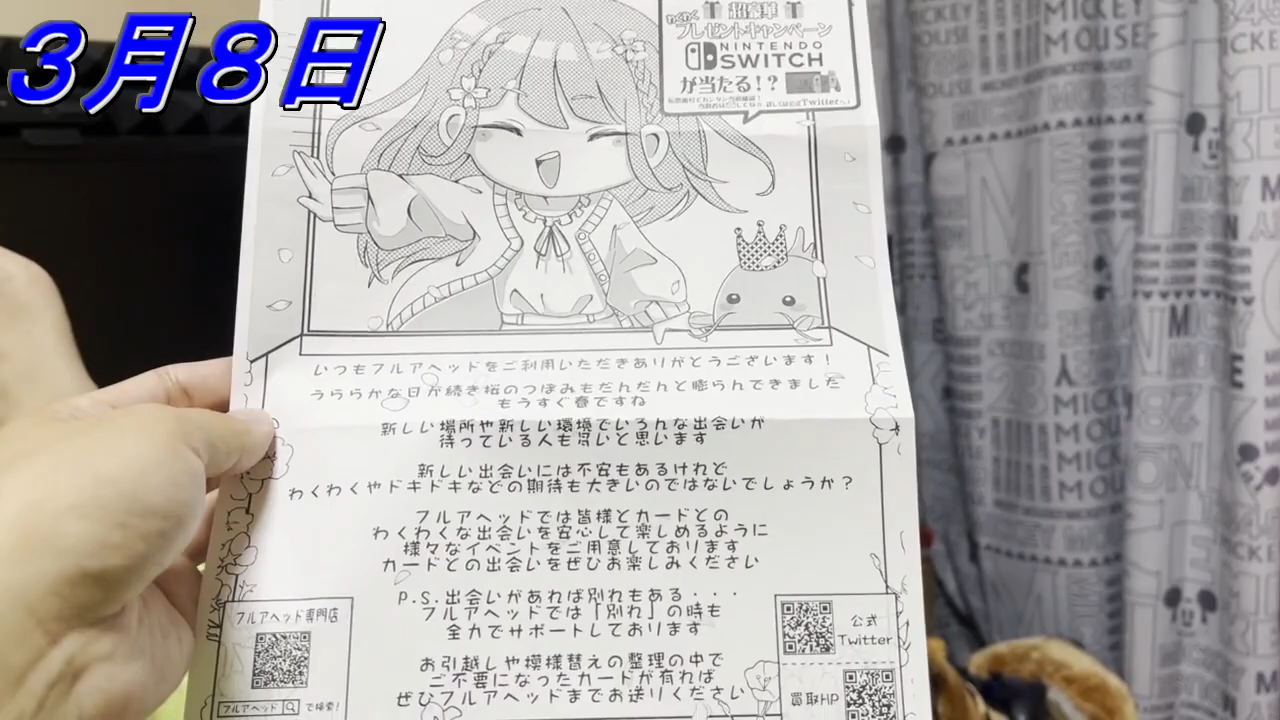 3月8日
わくわく
超豪華
プレゼントキャンペーン
NINTENDO
SWITCH
が当たる!?
いつもフルアヘッドをご利用いただきありがとうございます!
うららかな日が続き桜のつぼみもだんだんと膨らんできました
もうすぐ春ですね
新しい場所や新しい環境でいろんな出会いが
待っている人も多いと思います
新しい出会いには不安もあるけれど
わくわくやドキドキなどの期待も大きいのではないでしょうか?
フルアヘッドでは皆様とカードとの
わくわくな出会いを安心して楽しめるように
様々なイベントをご用意しております
カードとの出会いをぜひお楽しみください
P.S.出会いがあれば別れもある・・・
フルアヘッドでは「別れ」の時も
全力でサポートしております
お引越しや模様替えの整理の中で
ご不要になったカードが有れば
ぜひフルアヘッドまでお送りください
フルアヘッド専門店
フルアヘッド で検索!
公式
Twitter
買取HP
MICKEY
MOUSE